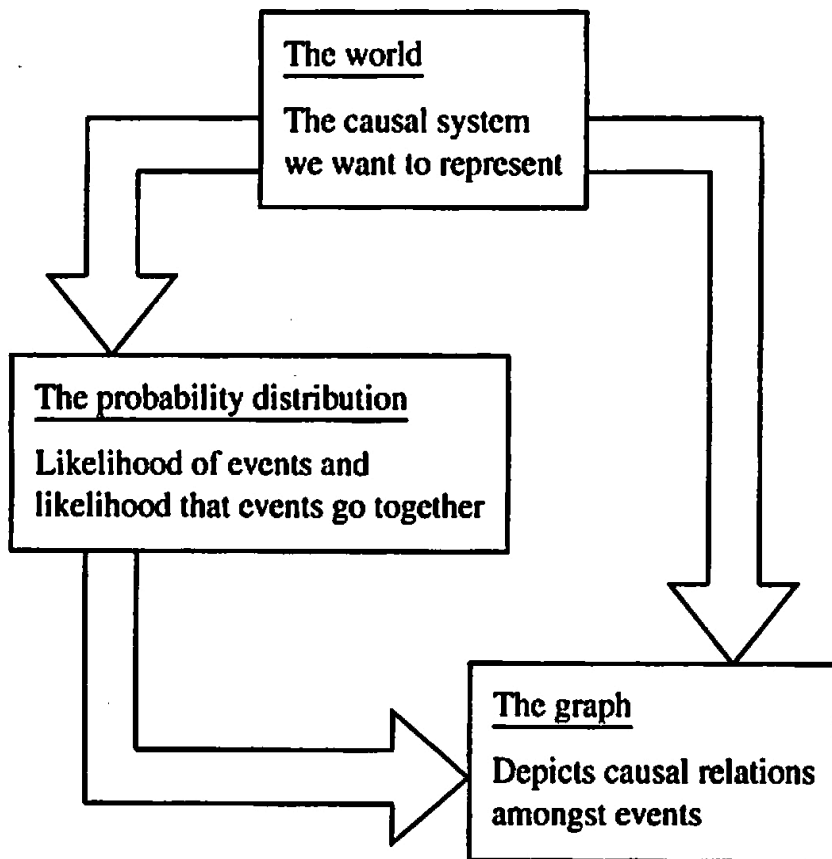 The world
The causal system
we want to represent
The probability distribution
Likelihood of events and
likelihood that events go together
The graph
Depicts causal relations
amongst events